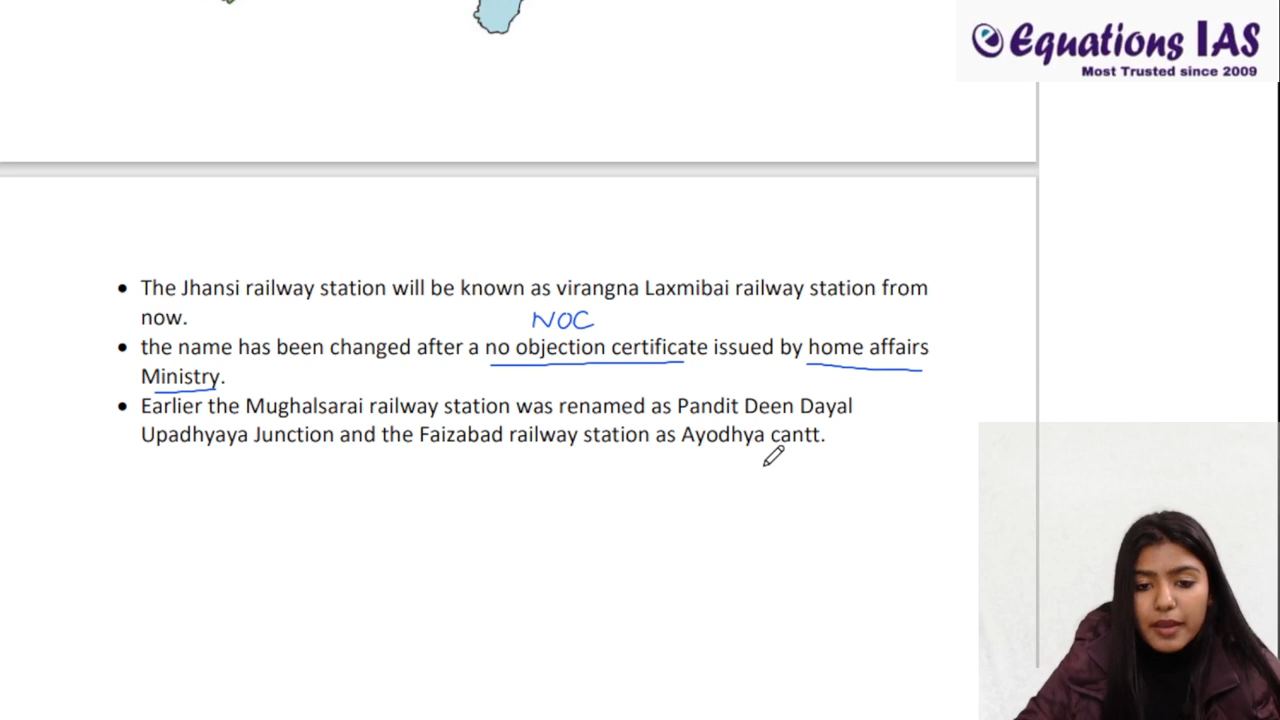 Equations IAS
Most Trusted since 2009
• The Jhansi railway station will be known as virangna Laxmibai railway station from
now.
NOC
• the name has been changed after a no objection certificate issued by home affairs
Ministry.
• Earlier the Mughalsarai railway station was renamed as Pandit Deen Dayal
Upadhyaya Junction and the Faizabad railway station as Ayodhya cantt.